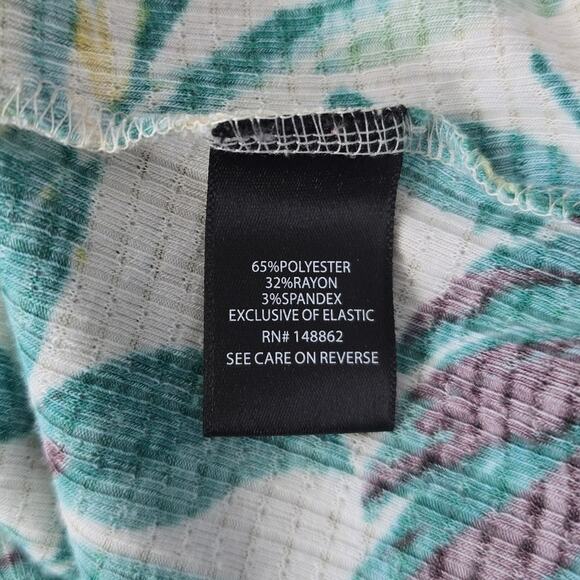 65%POLYESTER
32%RAYON
3%SPANDEX
EXCLUSIVE OF ELASTIC
RN# 148862
SEE CARE ON REVERSE